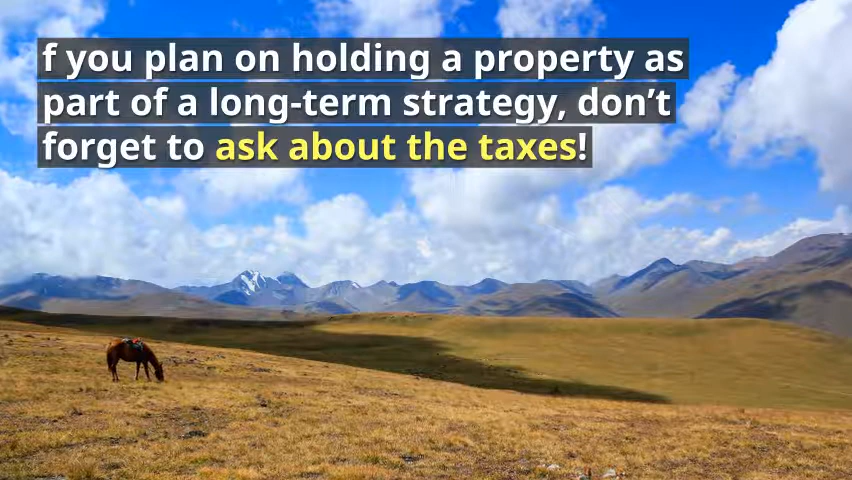 f you plan on holding a property as
part of a long-term strategy, don’t
forget to ask about the taxes!